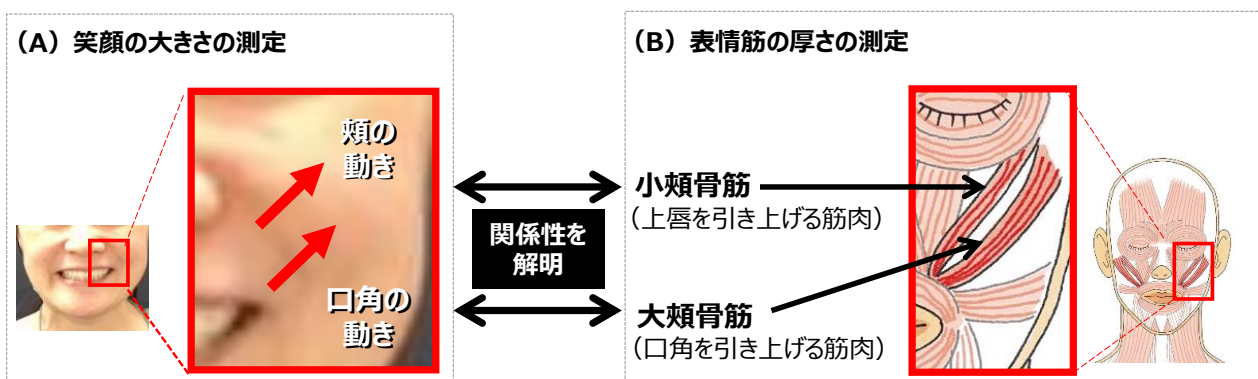 （A）笑顔の大きさの測定
頬の
動き
口角の
動き
関係性を
解明
（B）表情筋の厚さの測定
小頬骨筋
（上唇を引き上げる筋肉）
大頬骨筋
（口角を引き上げる筋肉）